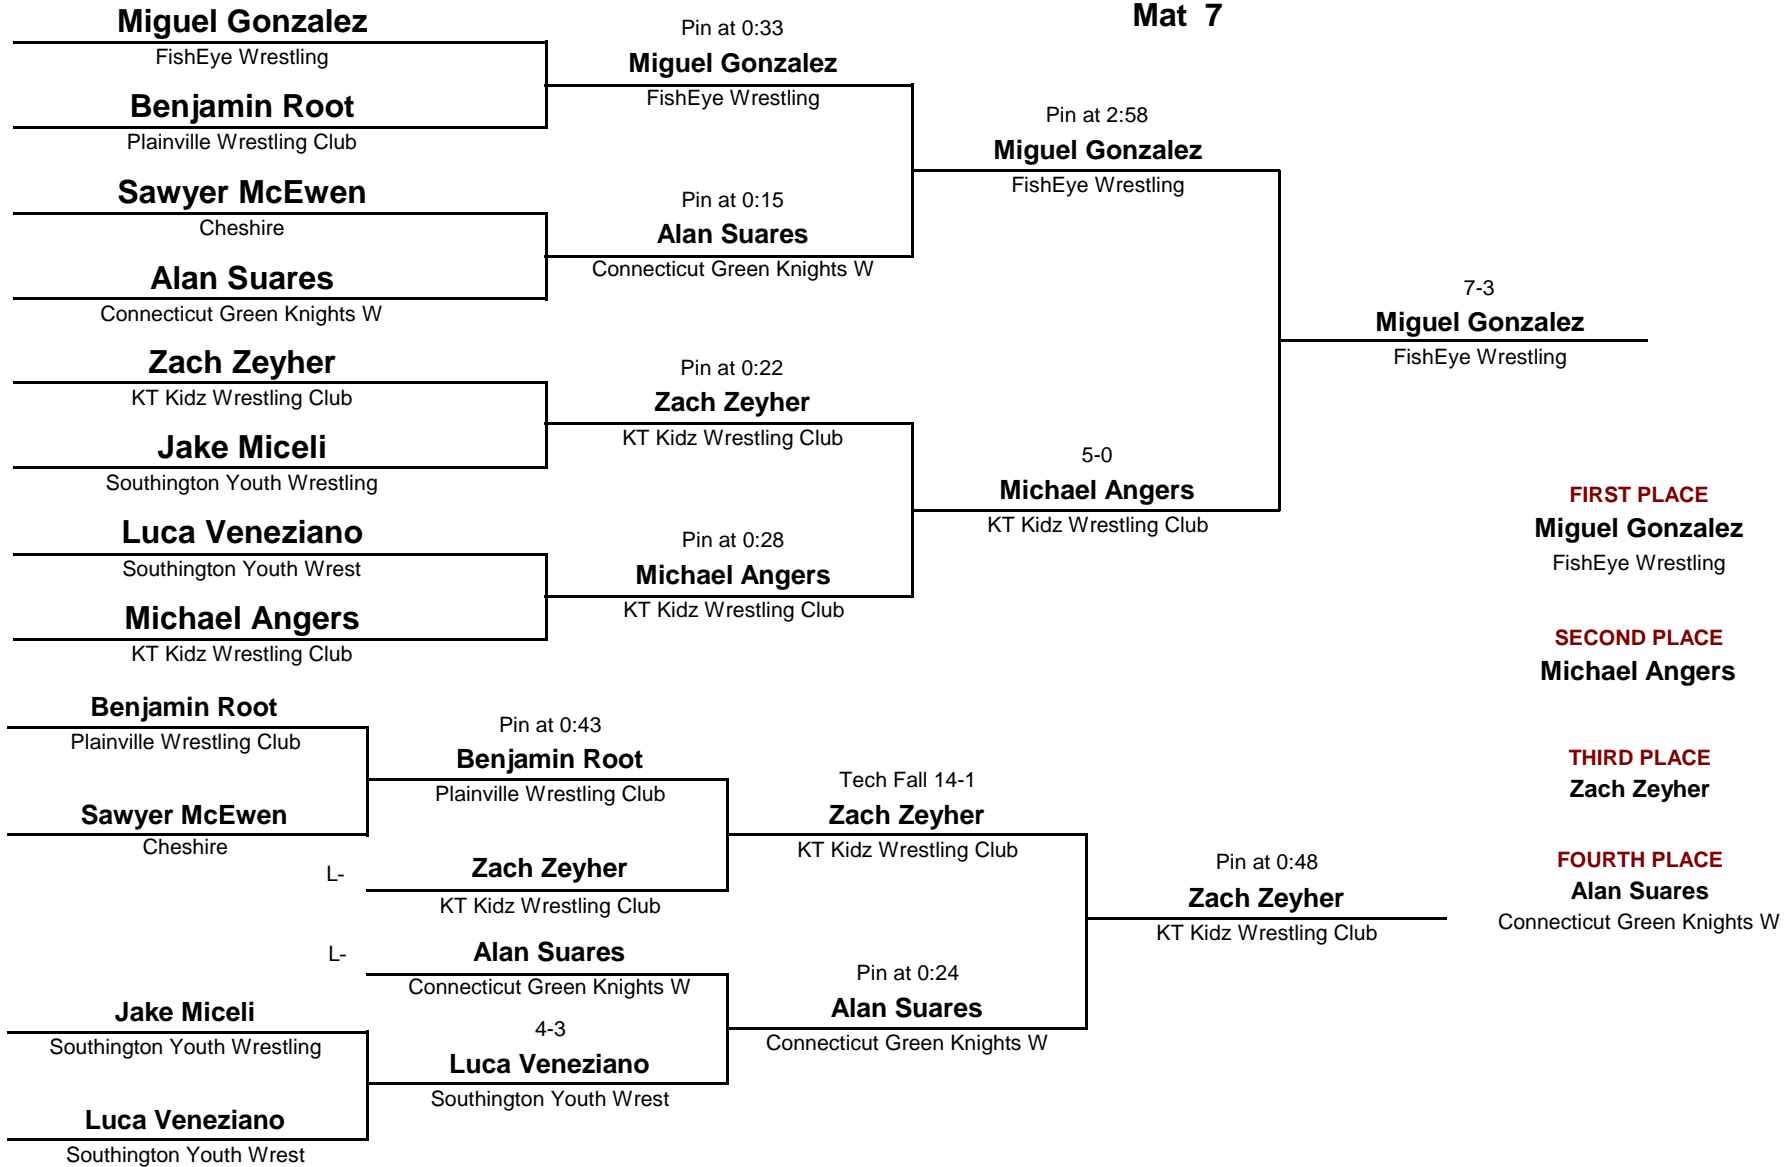 Mat 7
Miguel Gonzalez
FishEye Wrestling
Benjamin Root
Plainville Wrestling Club
Sawyer McEwen
Cheshire
Alan Suares
Connecticut Green Knights W
Zach Zeyher
KT Kidz Wrestling Club
Jake Miceli
Southington Youth Wrestling
Luca Veneziano
Southington Youth Wrest
Michael Angers
KT Kidz Wrestling Club
Pin at 0:33
Miguel Gonzalez
FishEye Wrestling
Pin at 0:15
Alan Suares
Connecticut Green Knights W
Pin at 0:22
Zach Zeyher
KT Kidz Wrestling Club
Pin at 0:28
Michael Angers
KT Kidz Wrestling Club
Pin at 2:58
Miguel Gonzalez
FishEye Wrestling
5-0
Michael Angers
KT Kidz Wrestling Club
7-3
Miguel Gonzalez
FishEye Wrestling
FIRST PLACE
Miguel Gonzalez
FishEye Wrestling
SECOND PLACE
Michael Angers
THIRD PLACE
Zach Zeyher
FOURTH PLACE
Alan Suares
Connecticut Green Knights W
Benjamin Root
Plainville Wrestling Club
Sawyer McEwen
Cheshire
Jake Miceli
Southington Youth Wrestling
Luca Veneziano
Southington Youth Wrest
Pin at 0:43
Benjamin Root
Plainville Wrestling Club
L-
Zach Zeyher
KT Kidz Wrestling Club
L-
Alan Suares
Connecticut Green Knights W
4-3
Luca Veneziano
Southington Youth Wrest
Tech Fall 14-1
Zach Zeyher
KT Kidz Wrestling Club
Pin at 0:24
Alan Suares
Connecticut Green Knights W
Pin at 0:48
Zach Zeyher
KT Kidz Wrestling Club